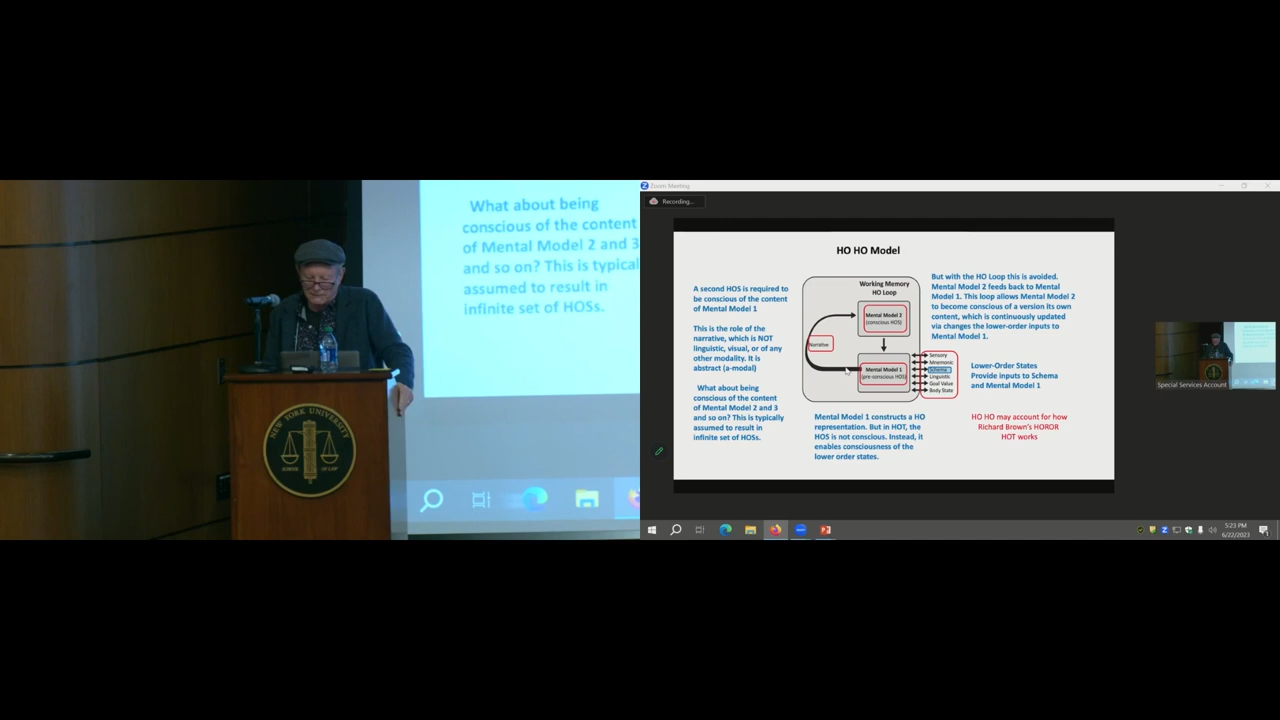 What about being
conscious of the content
of Mental Model 2 and 3
and so on? This is typical
assumed to result in
infinite set of HOSs.
NEW YORK UNIVERSITY
SCHOOL OF LAW
Zoom Meeting
Recording...
HO HO Model
A second HOS is required to
be conscious of the content
of Mental Model 1
This is the role of the
narrative, which is NOT
linguistic, visual, or of any
other modality. It is
abstract (a-modal)
What about being
conscious of the content
of Mental Model 2 and 3
and so on? This is typically
assumed to result in
infinite set of HOSs.
Working Memory
HO Loop
Mental Model 2
(conscious HOS)
Narrative
Mental Model 1
(pre-conscious HOS)
Sensory
Mnemonic
Schema
Linguistic
Goal Value
Body State
Mental Model 1 constructs a HO
representation. But in HOT, the
HOS is not conscious. Instead, it
enables consciousness of the
lower order states.
But with the HO Loop this is avoided.
Mental Model 2 feeds back to Mental
Model 1. This loop allows Mental Model 2
to become conscious of a version its own
content, which is continuously updated
via changes the lower-order inputs to
Mental Model 1.
Lower-Order States
Provide inputs to Schema
and Mental Model 1
HO HO may account for how
Richard Brown's HOROR
HOT works
Special Services Account
5:23 PM
6/22/2023